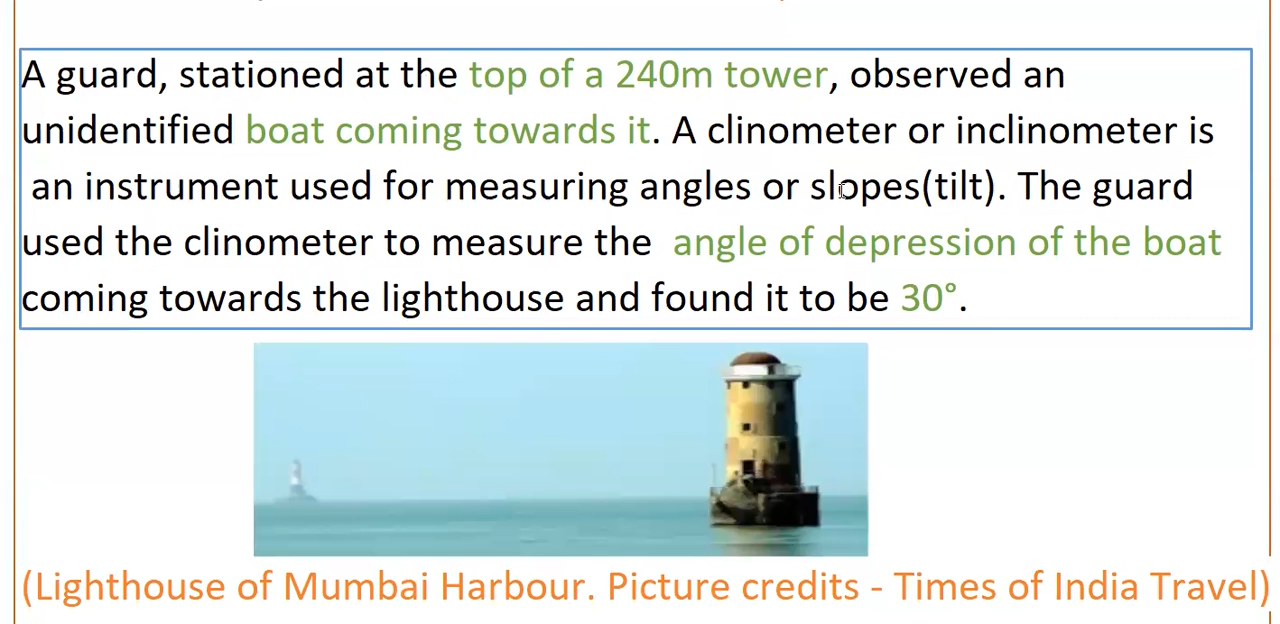 A guard, stationed at the top of a 240m tower, observed an
unidentified boat coming towards it. A clinometer or inclinometer is
an instrument used for measuring angles or slopes(tilt). The guard
used the clinometer to measure the angle of depression of the boat
coming towards the lighthouse and found it to be 30°.
(Lighthouse of Mumbai Harbour. Picture credits - Times of India Travel)